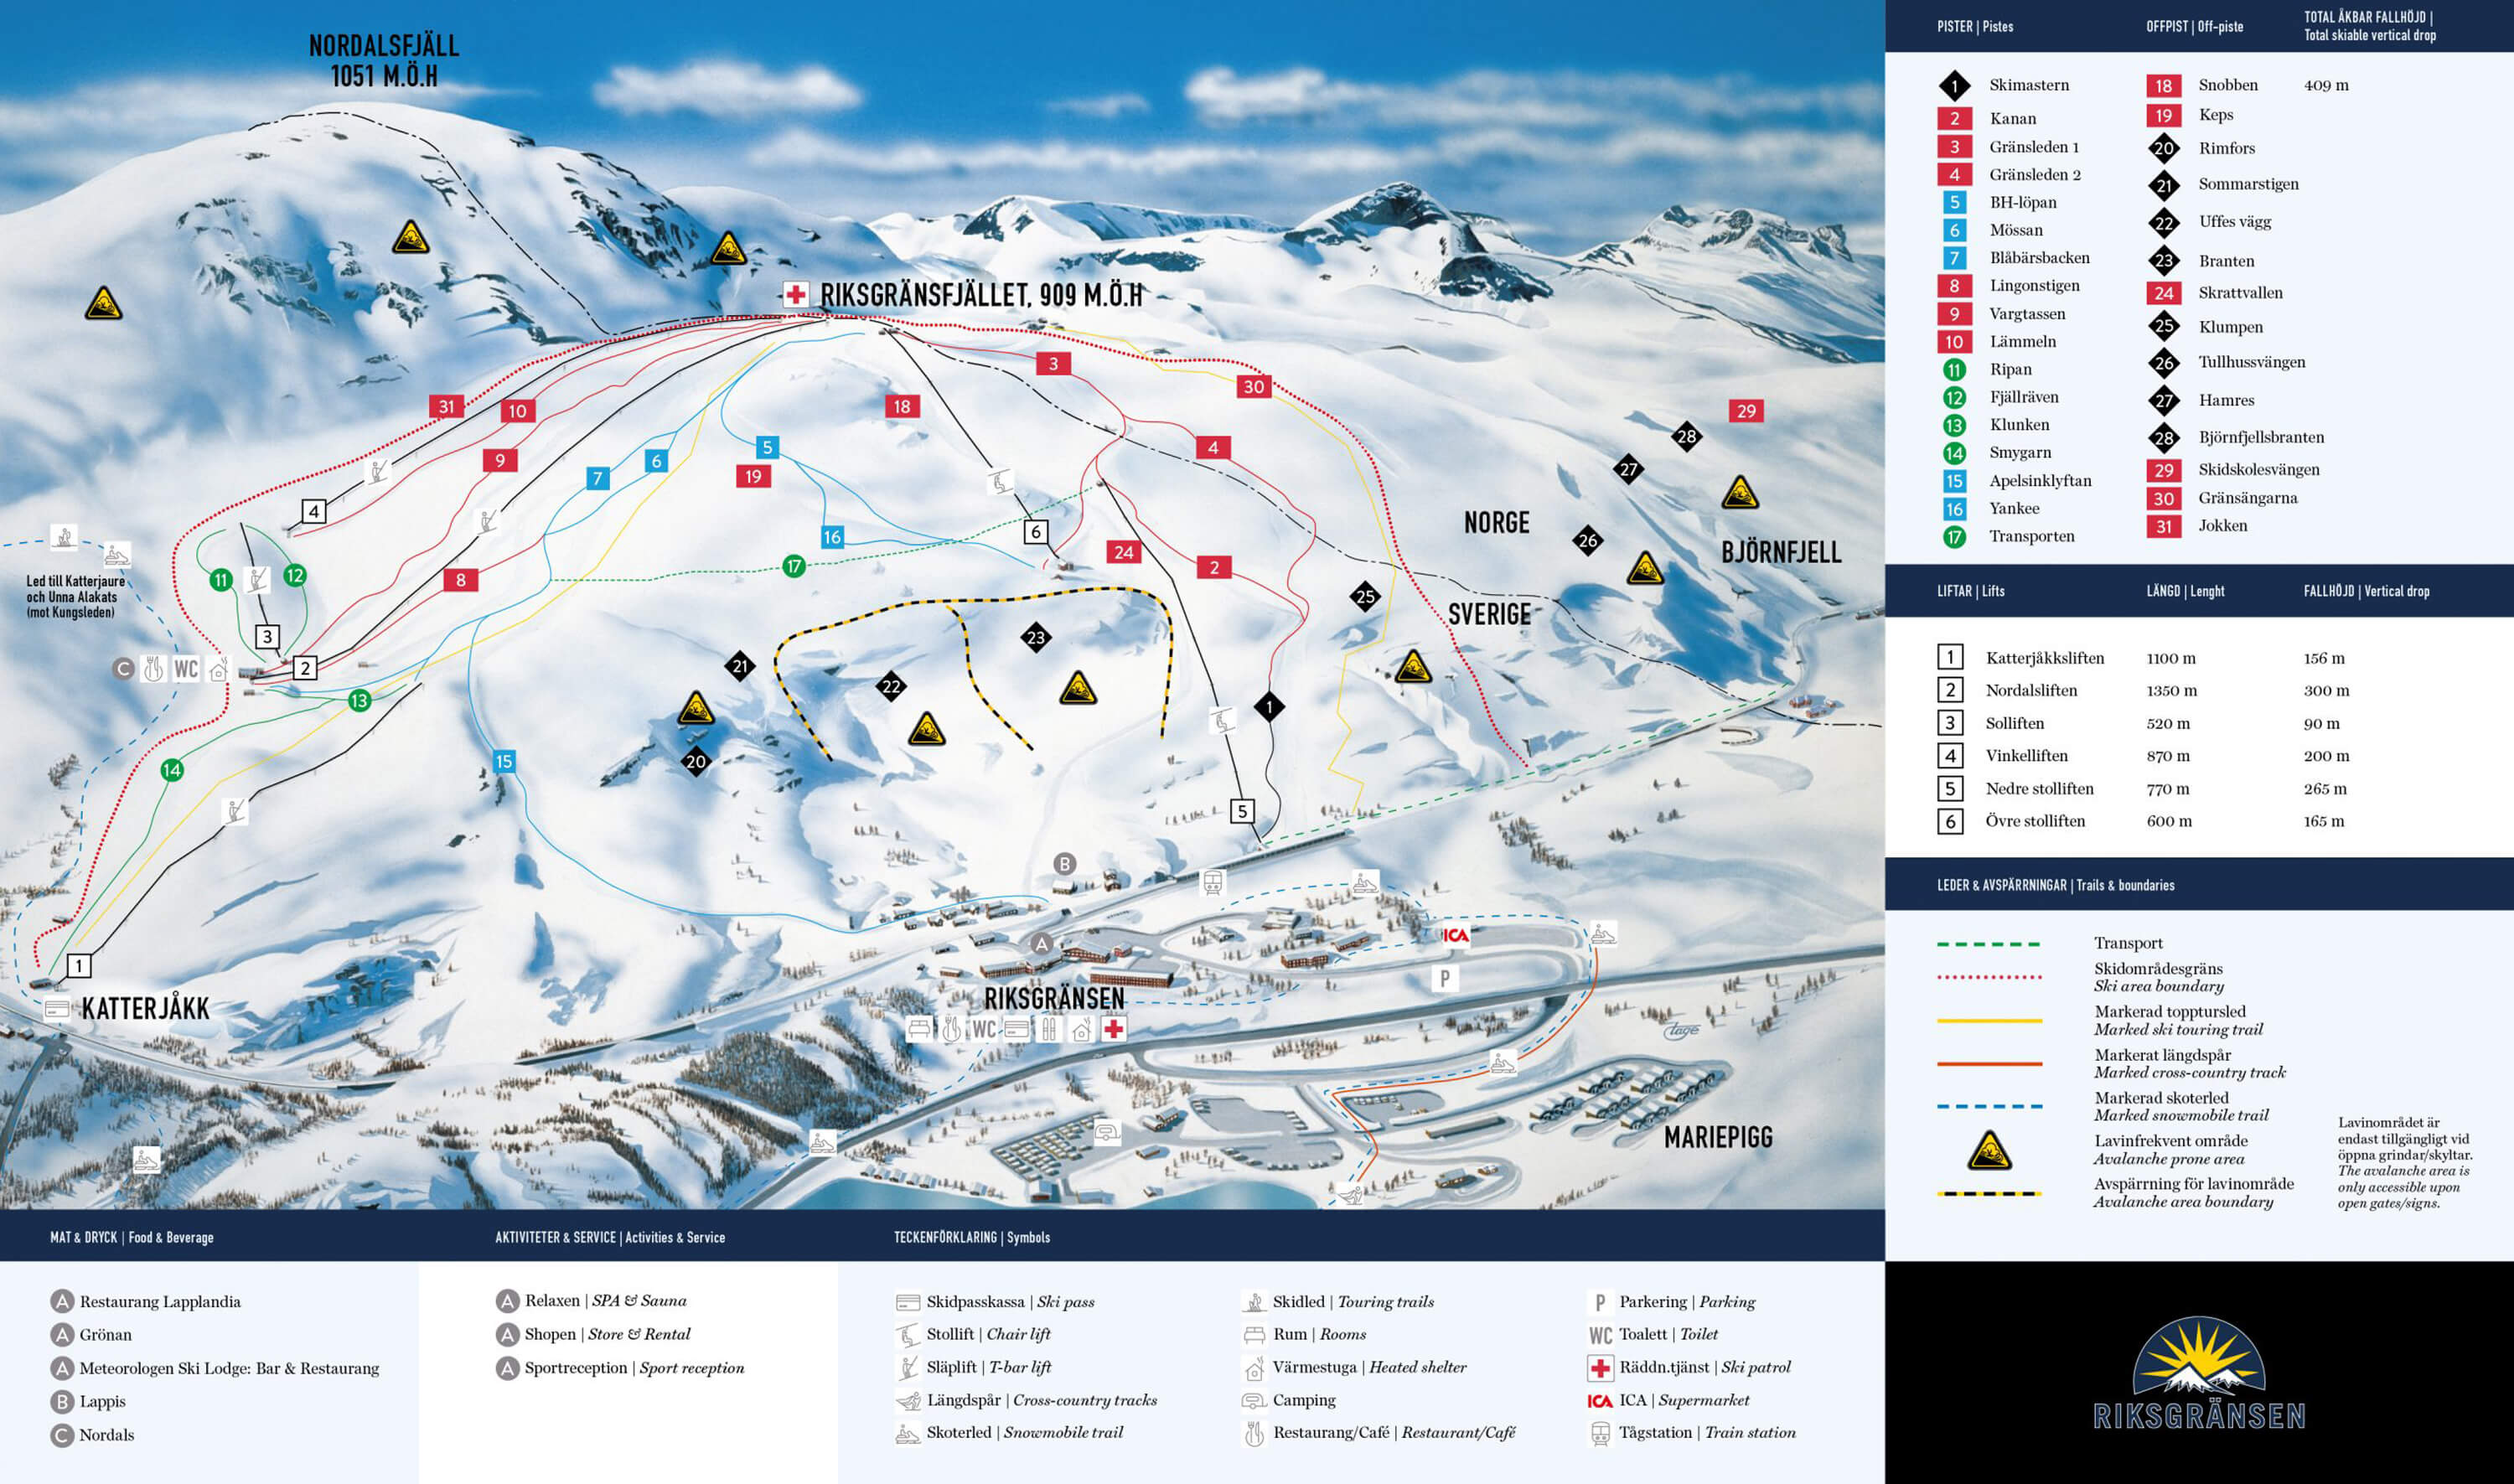 NORDALSFJÄLL
1051 M.Ö.H
RIKSGRÄNSFJÄLLET, 909 M.Ö.H
3
30
31
10
18
29
28
4
5
9
6
7
19
27
4
NORGE
6
16
26
BJÖRNFJELL
24
17
2
Led till Katterjaure
och Unna Alakats
(mot Kungsleden)
11
12
8
25
SVERIGE
3
23
C
WC
2
21
22
13
1
14
15
20
5
B
ICA
A
1
P
KATTERJÅKK
RIKSGRÄNSEN
WC
tage
MARIEPIGG
PISTER | Pistes
OFFPIST | Off-piste
TOTAL ÅKBAR FALLHÖJD |
Total skiable vertical drop
1 Skimastern
2 Kanan
3 Gränsleden 1
4 Gränsleden 2
5 BH-löpan
6 Mössan
7 Blåbärsbacken
8 Lingonstigen
9 Vargtassen
10 Lämmeln
11 Ripan
12 Fjällräven
13 Klunken
14 Smygarn
15 Apelsinklyftan
16 Yankee
17 Transporten
18 Snobben
19 Keps
20 Rimfors
21 Sommarstigen
22 Uffes vägg
23 Branten
24 Skrattvallen
25 Klumpen
26 Tullhussvängen
27 Hamres
28 Björnfjellsbranten
29 Skidskolesvängen
30 Gränsängarna
31 Jokken
409 m
LIFTAR | Lifts
LÄNGD | Lenght
FALLHÖJD | Vertical drop
1 Katterjåkksliften 1100 m 156 m
2 Nordalsliften 1350 m 300 m
3 Solliften 520 m 90 m
4 Vinkelliften 870 m 200 m
5 Nedre stolliften 770 m 265 m
6 Övre stolliften 600 m 165 m
LEDER & AVSPÄRRNINGAR | Trails & boundaries
Transport
Skidområdesgräns
Ski area boundary
Markerad topptursled
Marked ski touring trail
Markerat längdspår
Marked cross-country track
Markerad skoterled
Marked snowmobile trail
Lavinfrekvent område
Avalanche prone area
Avspärrning för lavinområde
Avalanche area boundary
Lavinområdet är
endast tillgängligt vid
öppna grindar/skyltar.
The avalanche area is
only accessible upon
open gates/signs.
MAT & DRYCK | Food & Beverage
A Restaurang Lapplandia
A Grönan
A Meteorologen Ski Lodge: Bar & Restaurang
B Lappis
C Nordals
AKTIVITETER & SERVICE | Activities & Service
A Relaxen | SPA & Sauna
A Shopen | Store & Rental
A Sportreception | Sport reception
TECKENFÖRKLARING | Symbols
Skidpasskassa | Ski pass
Stollift | Chair lift
Släplift | T-bar lift
Längdspår | Cross-country tracks
Skoterled | Snowmobile trail
Skidled | Touring trails
Rum | Rooms
Värmestuga | Heated shelter
Camping
Restaurang/Café | Restaurant/Café
P Parkering | Parking
WC Toalett | Toilet
Räddn.tjänst | Ski patrol
ICA ICA | Supermarket
Tågstation | Train station
RIKSGRÄNSEN